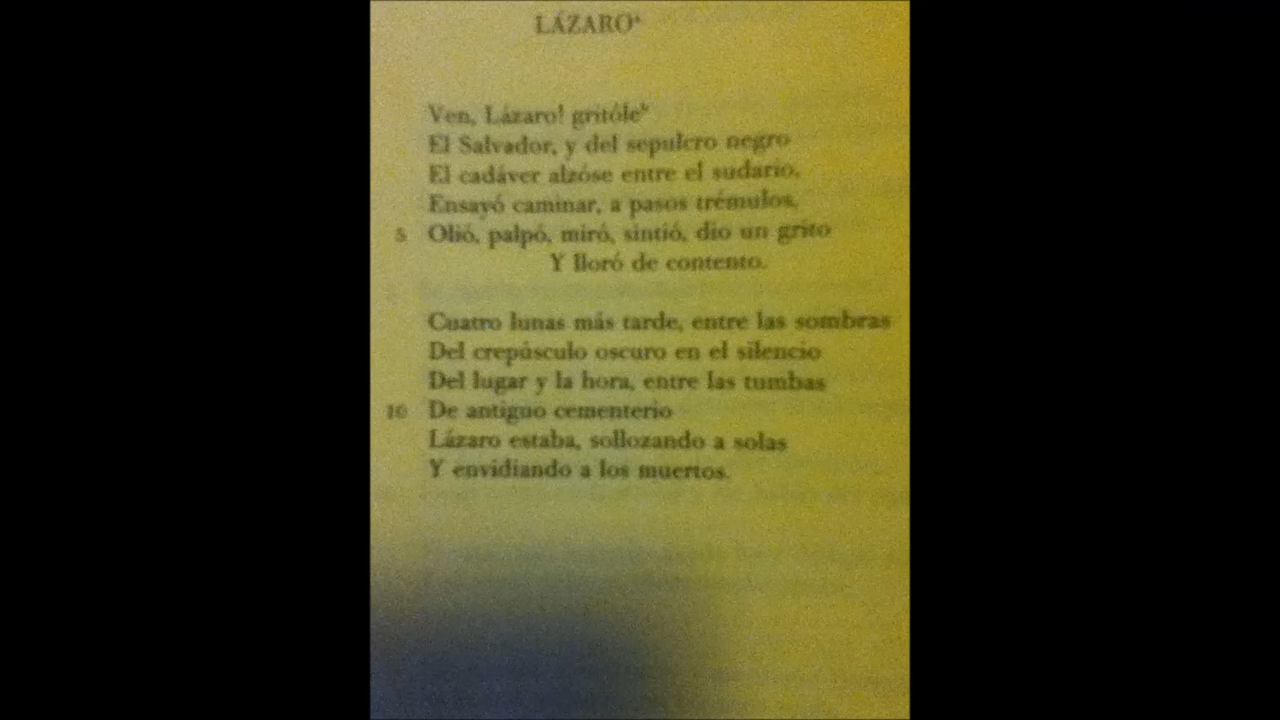 LÁZARO a
Ven, Lázaro! gritóle b
El Salvador, y del sepulcro negro
El cadáver alzóse entre el sudario,
Ensayó caminar, a pasos trémulos,
5 Olió, palpó, miró, sintió, dio un grito
Y lloró de contento.
Cuatro lunas más tarde, entre las sombras
Del crepúsculo oscuro en el silencio
Del lugar y la hora, entre las tumbas
10 De antiguo cementerio
Lázaro estaba, sollozando a solas
Y envidiando a los muertos.